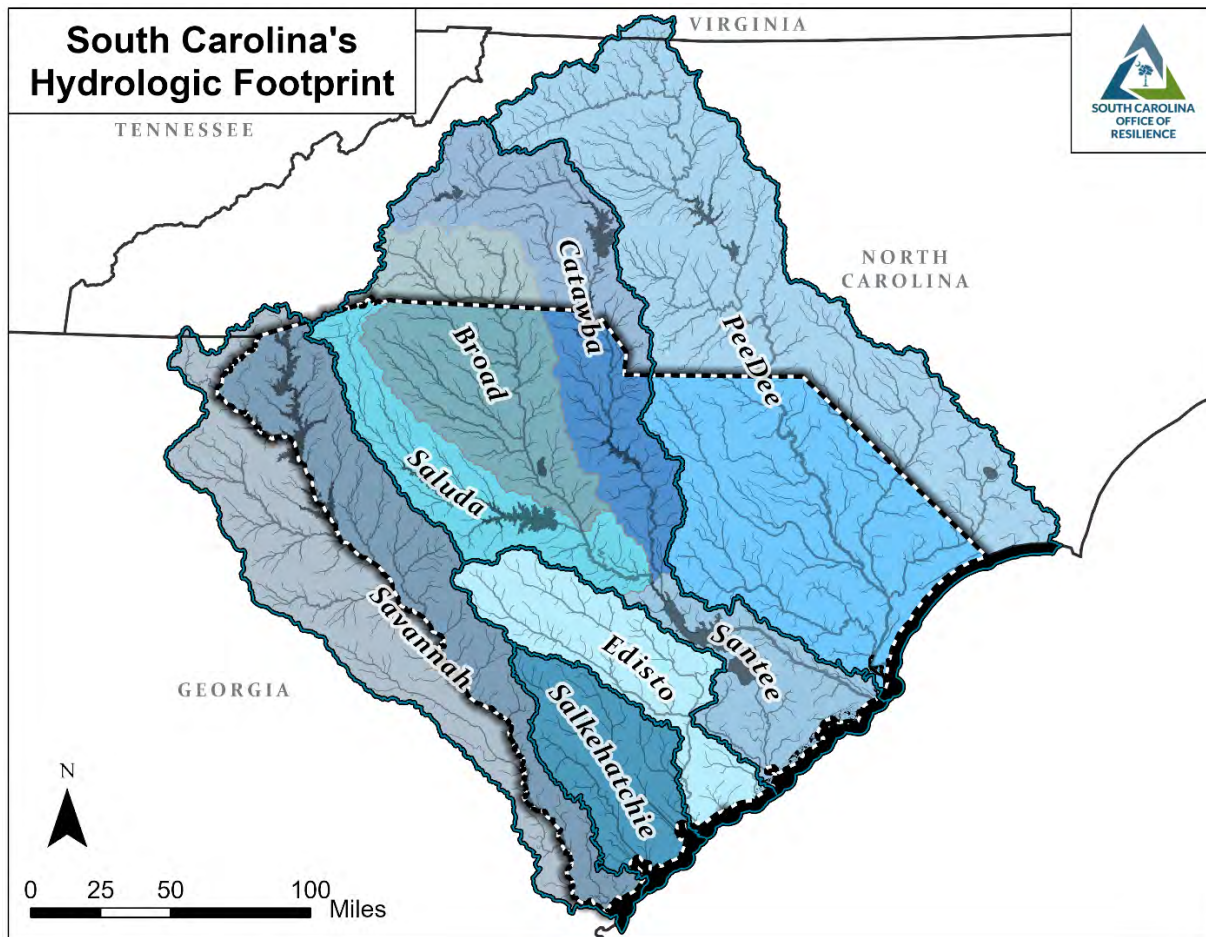 South Carolina's
Hydrologic Footprint
VIRGINIA
SOUTH CAROLINA
OFFICE OF
RESILIENCE
TENNESSEE
NORTH
CAROLINA
Catawba
Broad
PeeDee
Saluda
Savannah
Edisto
Santee
Salkehatchie
GEORGIA
N
0 25 50 100
Miles